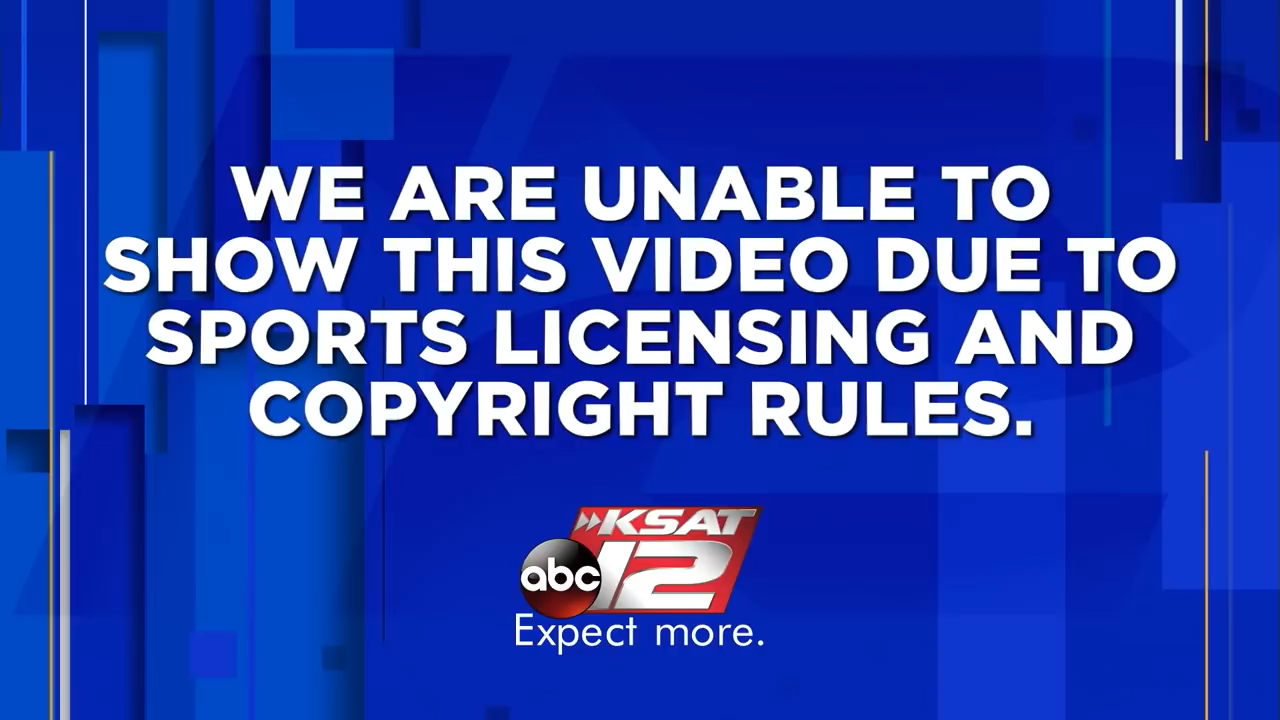 WE ARE UNABLE TO
SHOW THIS VIDEO DUE TO
SPORTS LICENSING AND
COPYRIGHT RULES.
KSAT
abc 12
Expect more.